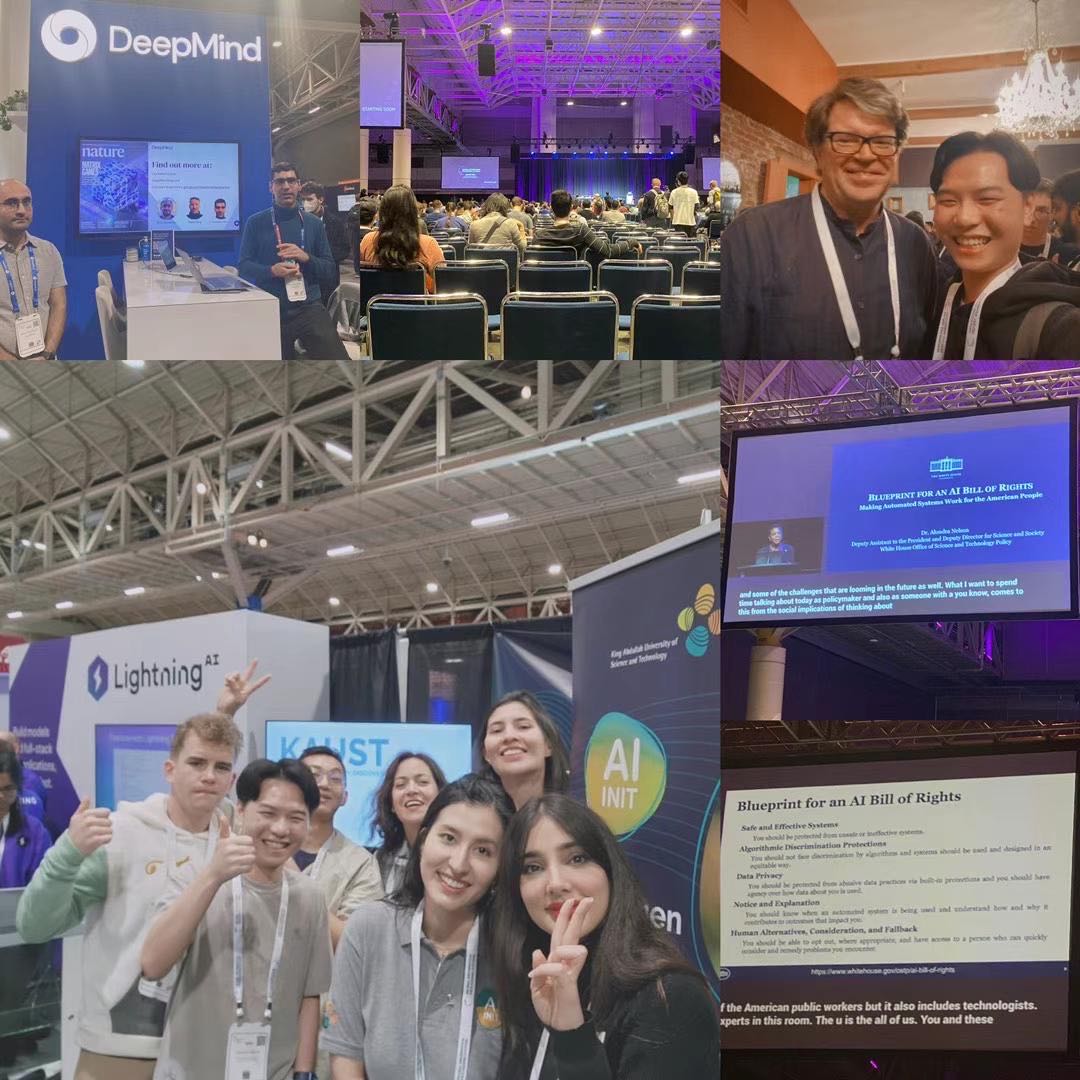 DeepMind
nature
MATRIX
GAMES
DeepMind
Find out more at:
STARTING SOON
THE WHITE HOUSE
BLUEPRINT FOR AN AI BILL OF RIGHTS
Making Automated Systems Work for the American People
Dr. Alondra Nelson
Deputy Assistant to the President and Deputy Director for Science and Society
White House Office of Science and Technology Policy
and some of the challenges that are looming in the future as well. What I want to spend
time talking about today as policymaker and also as someone with a you know, comes to
this from the social implications of thinking about
Lightning AI
Build models
full-stack
KAUST
King Abdullah University of
Science and Technology
AI
INIT
AI
INIT
Blueprint for an AI Bill of Rights
Safe and Effective Systems
You should be protected from unsafe or ineffective systems.
Algorithmic Discrimination Protections
You should not face discrimination by algorithms and systems should be used and designed in an
equitable way.
Data Privacy
You should be protected from abusive data practices via built-in protections and you should have
agency over how data about you is used.
Notice and Explanation
You should know when an automated system is being used and understand how and why it
contributes to outcomes that impact you.
Human Alternatives, Consideration, and Fallback
You should be able to opt out, where appropriate, and have access to a person who can quickly
consider and remedy problems you encounter.
https://www.whitehouse.gov/ostp/ai-bill-of-rights
f the American public workers but it also includes technologists.
xperts in this room. The u is the all of us. You and these